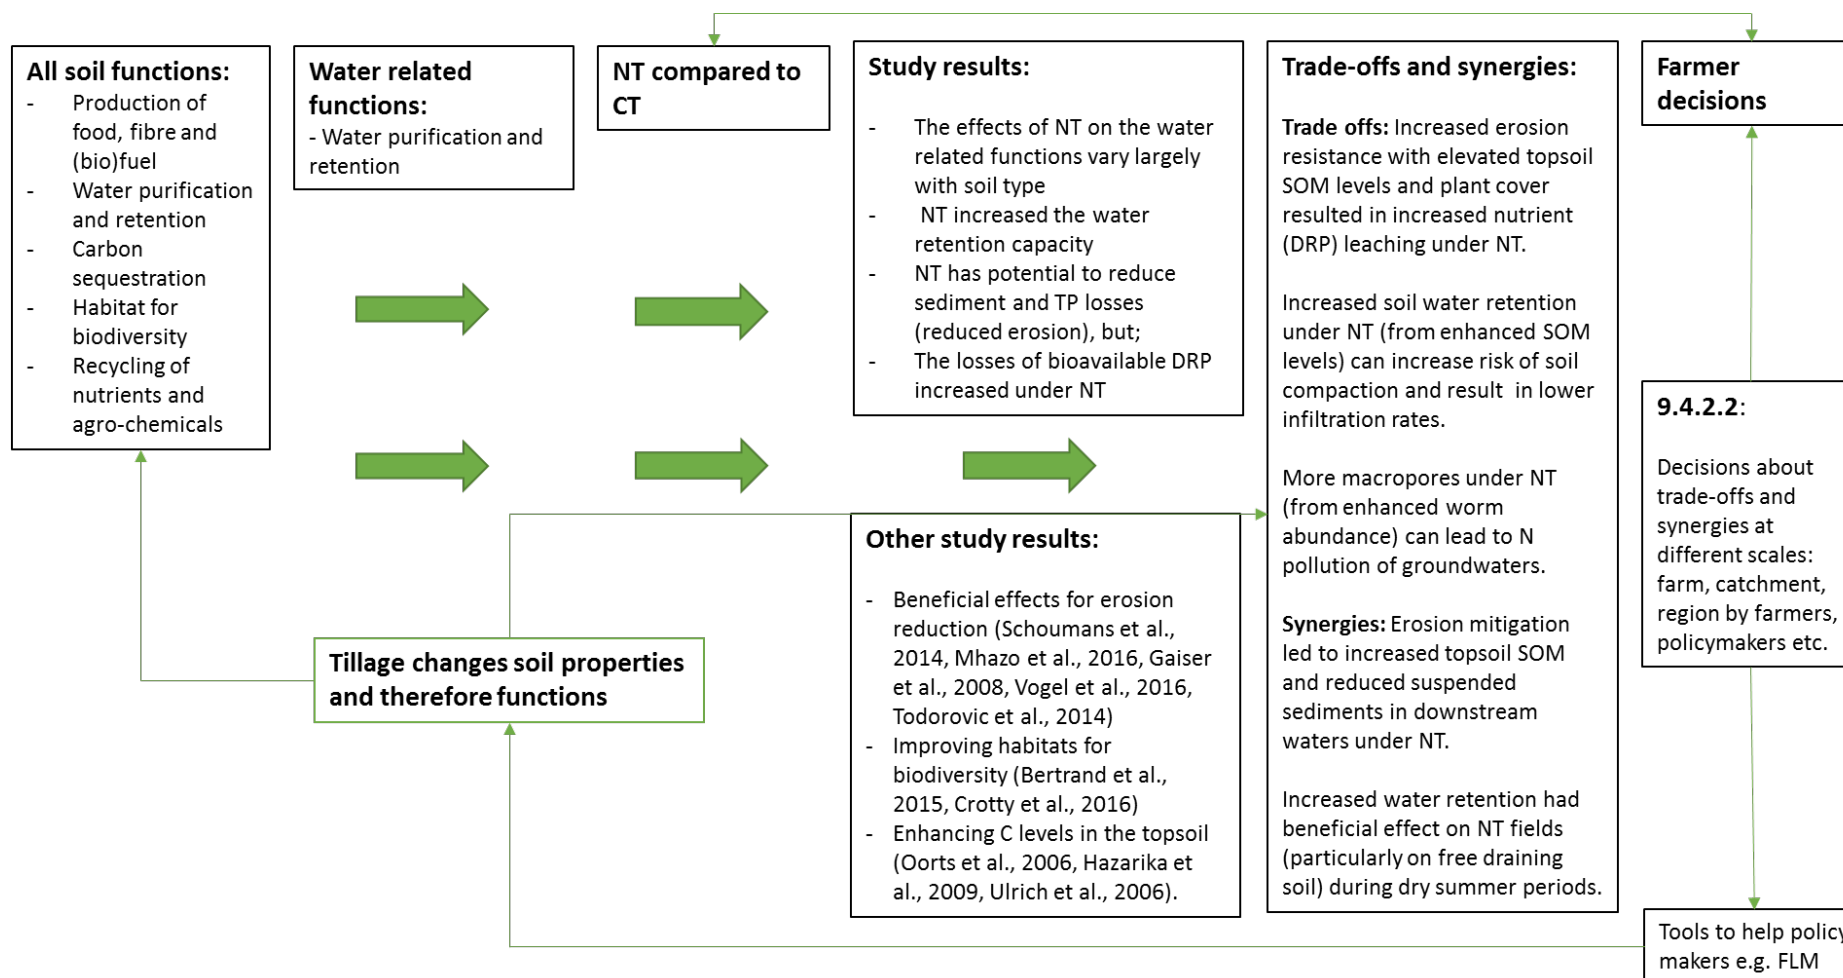 All soil functions:
- Production of
food, fibre and
(bio)fuel
- Water purification
and retention
- Carbon
sequestration
- Habitat for
biodiversity
- Recycling of
nutrients and
agro-chemicals
Water related
functions:
- Water purification and
retention
NT compared to
CT
Study results:
- The effects of NT on the water
related functions vary largely
with soil type
- NT increased the water
retention capacity
- NT has potential to reduce
sediment and TP losses
(reduced erosion), but;
- The losses of bioavailable DRP
increased under NT
Other study results:
- Beneficial effects for erosion
reduction (Schoumans et al.,
2014, Mhazo et al., 2016, Gaiser
et al., 2008, Vogel et al., 2016,
Todorovic et al., 2014)
- Improving habitats for
biodiversity (Bertrand et al.,
2015, Crotty et al., 2016)
- Enhancing C levels in the topsoil
(Oorts et al., 2006, Hazarika et
al., 2009, Ulrich et al., 2006).
Tillage changes soil properties
and therefore functions
Trade-offs and synergies:
Trade offs: Increased erosion
resistance with elevated topsoil
SOM levels and plant cover
resulted in increased nutrient
(DRP) leaching under NT.
Increased soil water retention
under NT (from enhanced SOM
levels) can increase risk of soil
compaction and result in lower
infiltration rates.
More macropores under NT
(from enhanced worm
abundance) can lead to N
pollution of groundwaters.
Synergies: Erosion mitigation
led to increased topsoil SOM
and reduced suspended
sediments in downstream
waters under NT.
Increased water retention had
beneficial effect on NT fields
(particularly on free draining
soil) during dry summer periods.
Farmer
decisions
9.4.2.2:
Decisions about
trade-offs and
synergies at
different scales:
farm, catchment,
region by farmers,
policymakers etc.
Tools to help policy
makers e.g. FLM